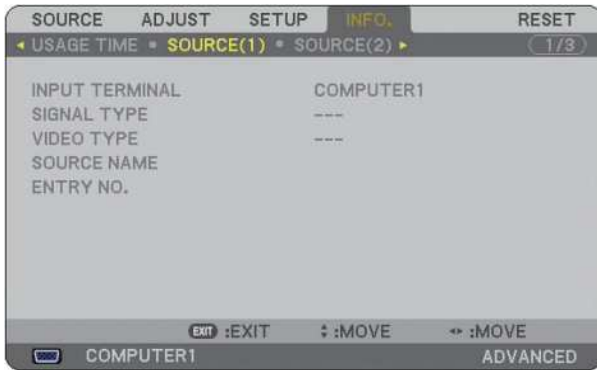 SOURCE ADJUST SETUP INFO. RESET
USAGE TIME SOURCE(1) SOURCE(2) 1/3
INPUT TERMINAL COMPUTER1
SIGNAL TYPE ---
VIDEO TYPE ---
SOURCE NAME
ENTRY NO.
EXIT :EXIT :MOVE :MOVE
COMPUTER1 ADVANCED